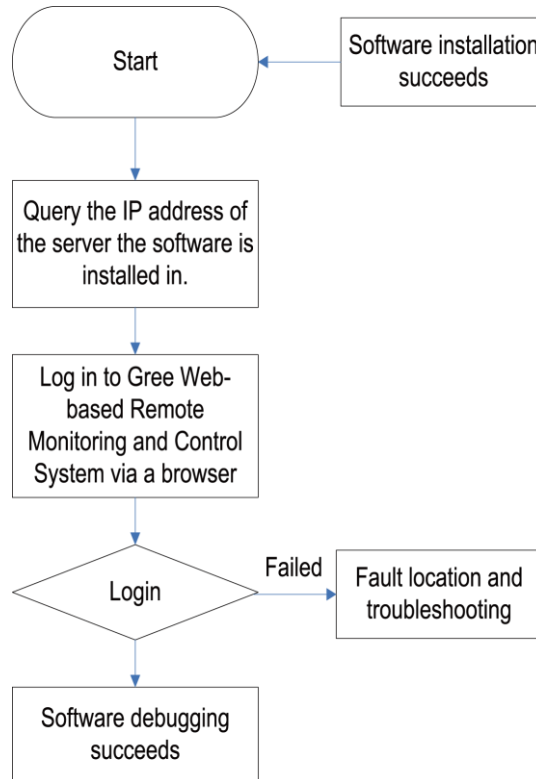 Start
Software installation
succeeds
Query the IP address of
the server the software is
installed in.
Log in to Gree Web-
based Remote
Monitoring and Control
System via a browser
Login
Failed
Fault location and
troubleshooting
Software debugging
succeeds